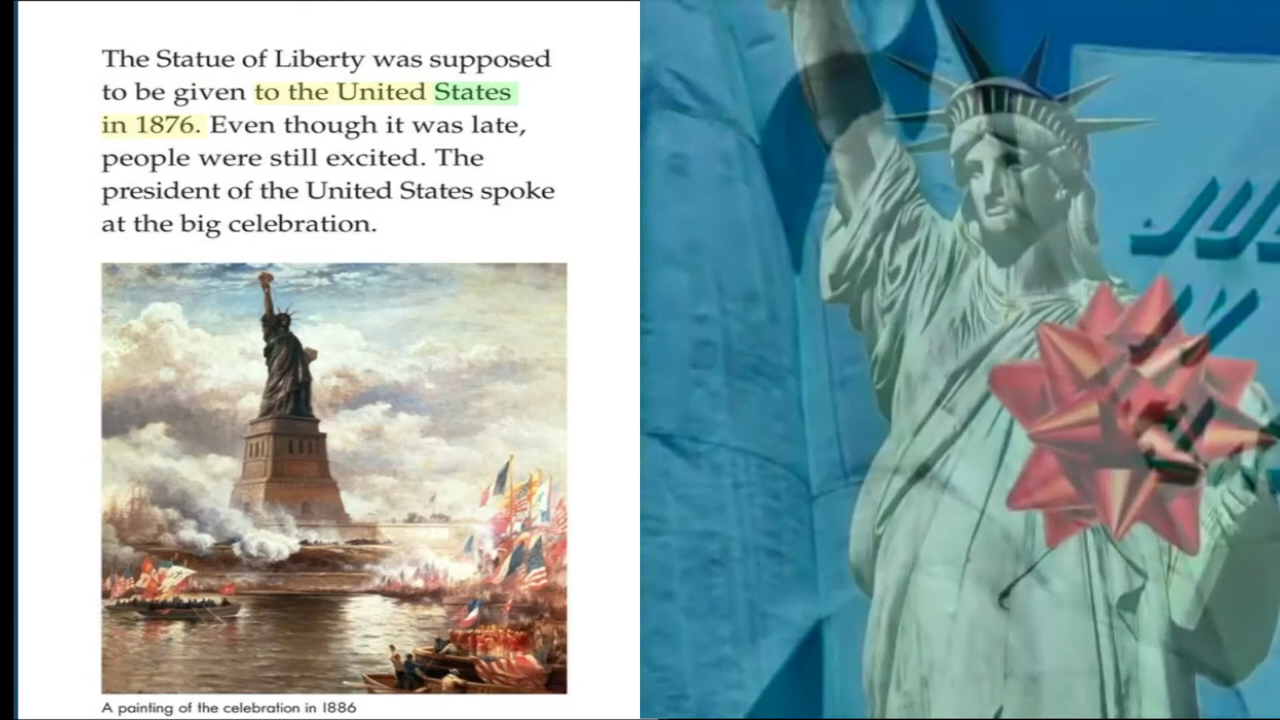 The Statue of Liberty was supposed
to be given to the United States
in 1876. Even though it was late,
people were still excited. The
president of the United States spoke
at the big celebration.
A painting of the celebration in 1886